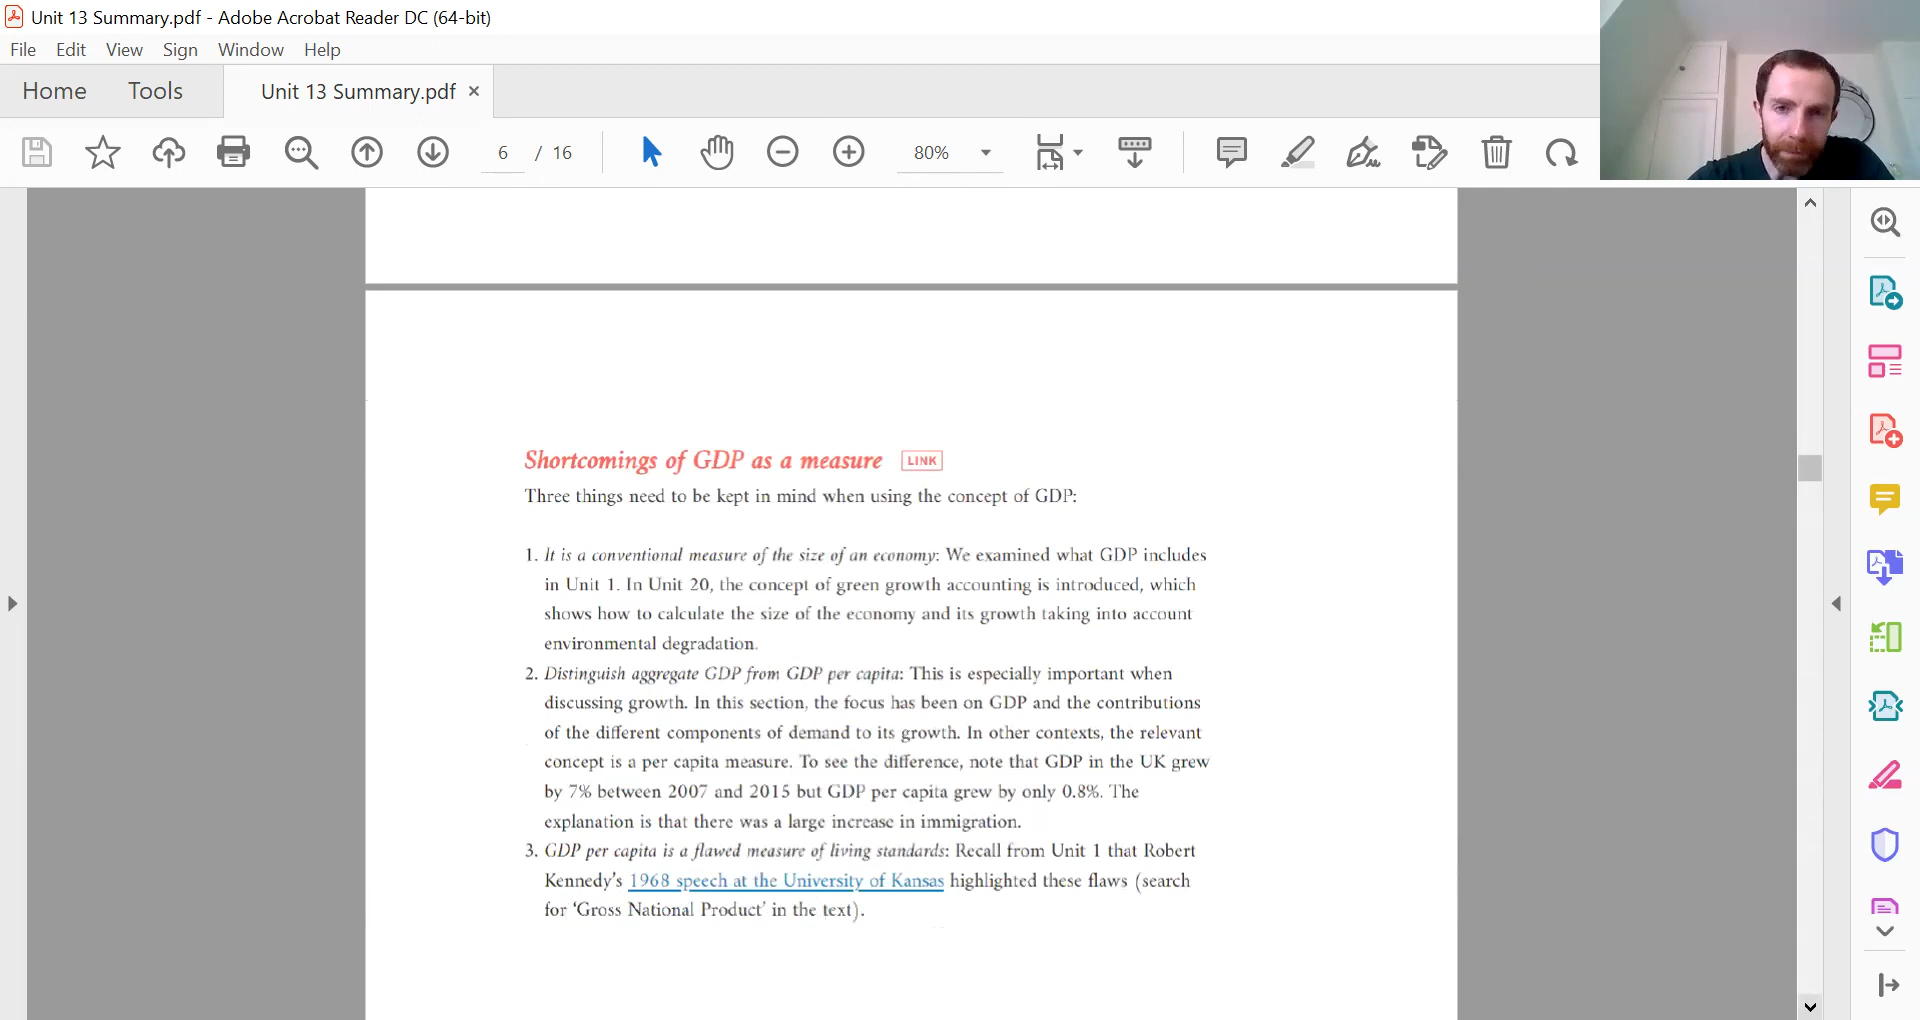 Unit 13 Summary.pdf - Adobe Acrobat Reader DC (64-bit)
File Edit View Sign Window Help
Home Tools Unit 13 Summary.pdf ×
6 / 16 80%
Shortcomings of GDP as a measure LINK
Three things need to be kept in mind when using the concept of GDP:
1. It is a conventional measure of the size of an economy: We examined what GDP includes
in Unit 1. In Unit 20, the concept of green growth accounting is introduced, which
shows how to calculate the size of the economy and its growth taking into account
environmental degradation.
2. Distinguish aggregate GDP from GDP per capita: This is especially important when
discussing growth. In this section, the focus has been on GDP and the contributions
of the different components of demand to its growth. In other contexts, the relevant
concept is a per capita measure. To see the difference, note that GDP in the UK grew
by 7% between 2007 and 2015 but GDP per capita grew by only 0.8%. The
explanation is that there was a large increase in immigration.
3. GDP per capita is a flawed measure of living standards: Recall from Unit 1 that Robert
Kennedy's 1968 speech at the University of Kansas highlighted these flaws (search
for 'Gross National Product' in the text).